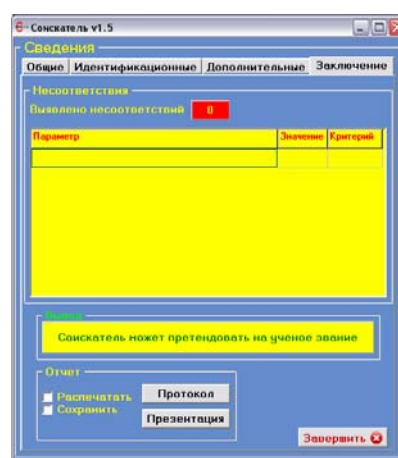 Соискатель v1.5
Сведения
Общие Идентификационные Дополнительные Заключение
Несоответствия
Выявлено несоответствий 0
Параметр Значение Критерий
Вывод
Соискатель может претендовать на ученое звание
Отчет
Распечатать
Сохранить
Протокол
Презентация
Завершить